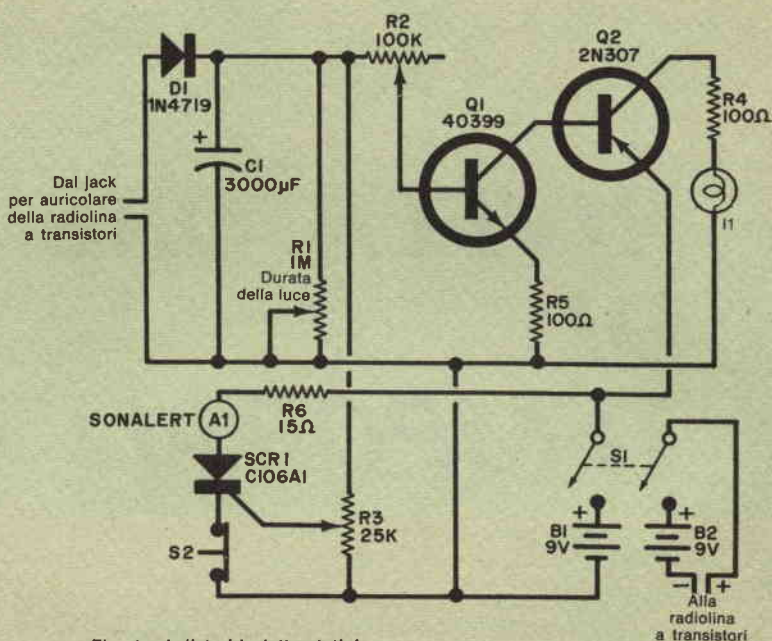 R2
100K
Q2
2N307
D1
1N4719
Q1
40399
R4
100Ω
+
C1
3000µF
Dal jack
per auricolare
della radiolina
a transistori
I1
R1
1M
Durata
della luce
R5
100Ω
R6
15Ω
SONALERT
A1
SCR1
C106A1
S1
R3
25K
S2
+
B1
9V
+
B2
9V
- +
Alla
radiolina
a transistori